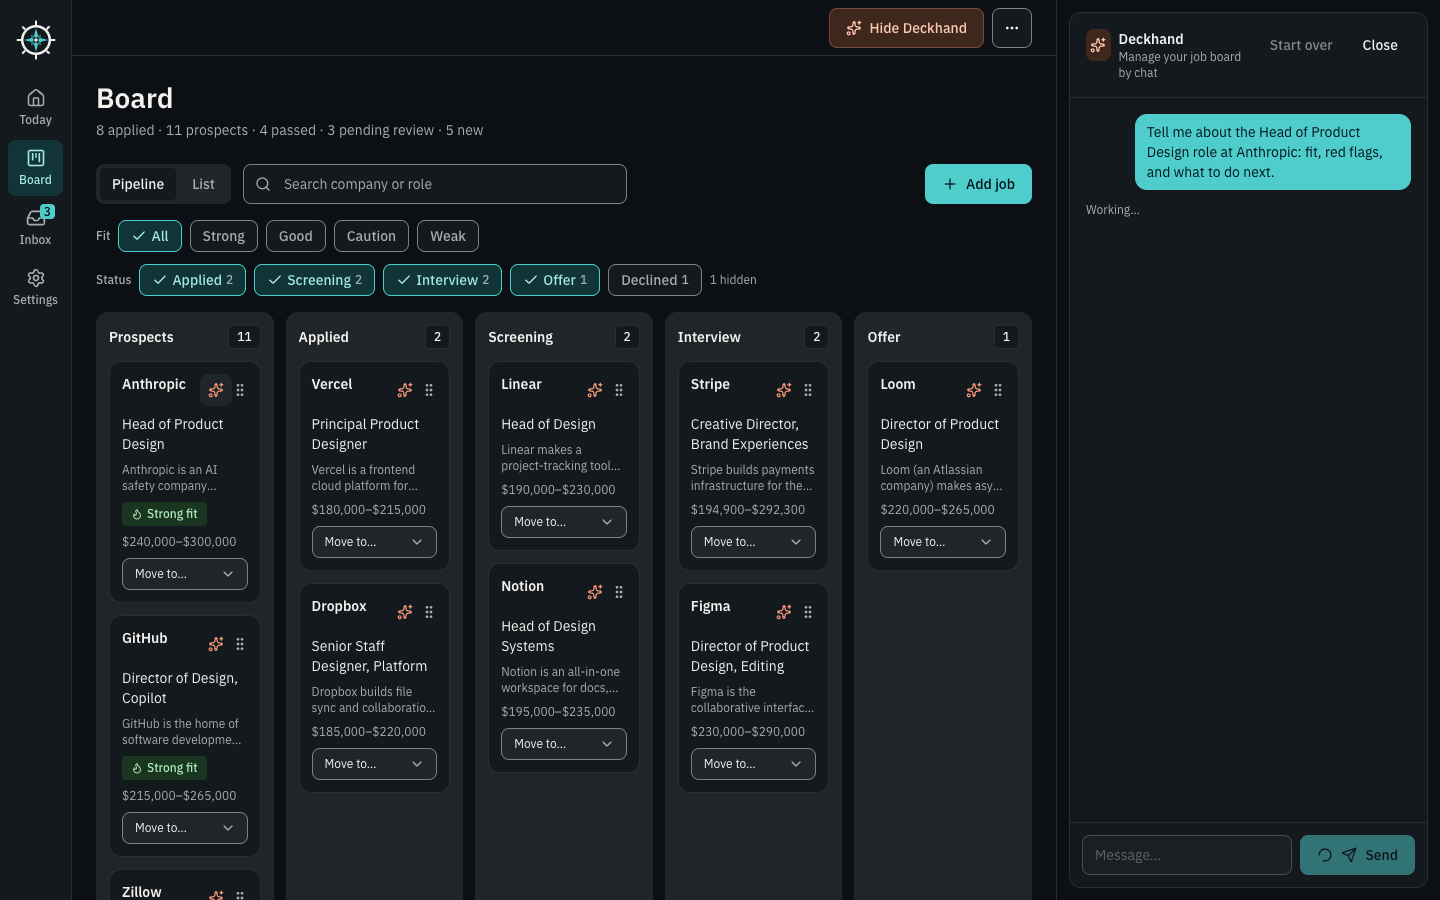 Today
Board
3
Inbox
Settings
Hide Deckhand
Board
8 applied · 11 prospects · 4 passed · 3 pending review · 5 new
Pipeline
List
Search company or role
Add job
Fit
All
Strong
Good
Caution
Weak
Status
Applied 2
Screening 2
Interview 2
Offer 1
Declined 1
1 hidden
Prospects
11
Anthropic
Head of Product
Design
Anthropic is an AI
safety company…
Strong fit
$240,000–$300,000
Move to…
GitHub
Director of Design,
Copilot
GitHub is the home of
software developme…
Strong fit
$215,000–$265,000
Move to…
Zillow
Applied
2
Vercel
Principal Product
Designer
Vercel is a frontend
cloud platform for…
$180,000–$215,000
Move to…
Dropbox
Senior Staff
Designer, Platform
Dropbox builds file
sync and collaboratio…
$185,000–$220,000
Move to…
Screening
2
Linear
Head of Design
Linear makes a
project-tracking tool…
$190,000–$230,000
Move to…
Notion
Head of Design
Systems
Notion is an all-in-one
workspace for docs,…
$195,000–$235,000
Move to…
Interview
2
Stripe
Creative Director,
Brand Experiences
Stripe builds payments
infrastructure for the…
$194,900–$292,300
Move to…
Figma
Director of Product
Design, Editing
Figma is the
collaborative interfac…
$230,000–$290,000
Move to…
Offer
1
Loom
Director of Product
Design
Loom (an Atlassian
company) makes asy…
$220,000–$265,000
Move to…
Deckhand
Manage your job board
by chat
Start over
Close
Tell me about the Head of Product
Design role at Anthropic: fit, red flags,
and what to do next.
Working…
Message…
Send